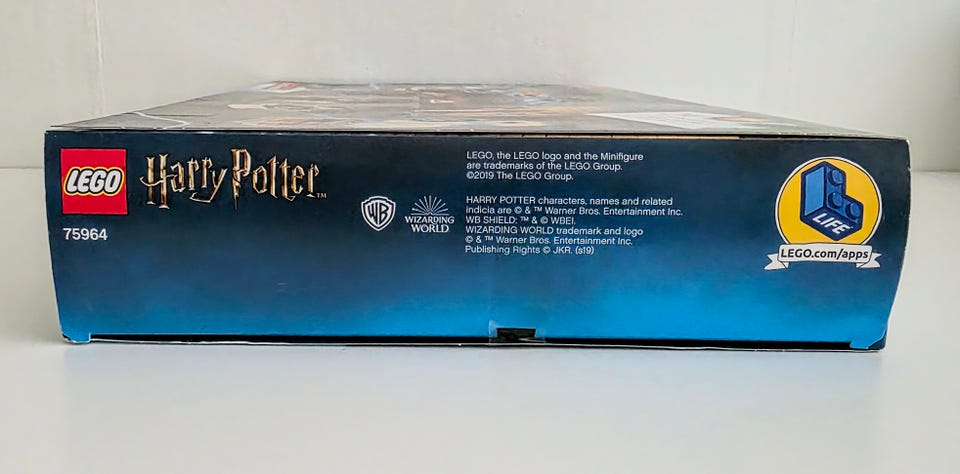 LEGO
Harry Potter™
75964
WB
WIZARDING
WORLD
LEGO, the LEGO logo and the Minifigure
are trademarks of the LEGO Group.
©2019 The LEGO Group.
HARRY POTTER characters, names and related
indicia are © & ™ Warner Bros. Entertainment Inc.
WB SHIELD: ™ & © WBEI.
WIZARDING WORLD trademark and logo
© & ™ Warner Bros. Entertainment Inc.
Publishing Rights © JKR. (s19)
LIFE
LEGO.com/apps